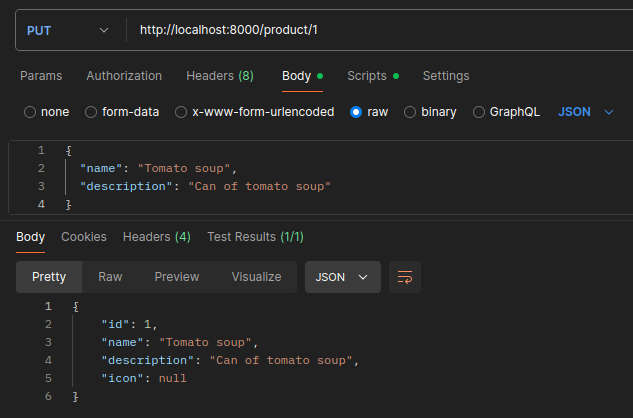 PUT http://localhost:8000/product/1
Params Authorization Headers (8) Body Scripts Settings
none form-data x-www-form-urlencoded raw binary GraphQL JSON
1 {
2 "name": "Tomato soup",
3 "description": "Can of tomato soup"
4 }
Body Cookies Headers (4) Test Results (1/1)
Pretty Raw Preview Visualize JSON
1 {
2 "id": 1,
3 "name": "Tomato soup",
4 "description": "Can of tomato soup",
5 "icon": null
6 }